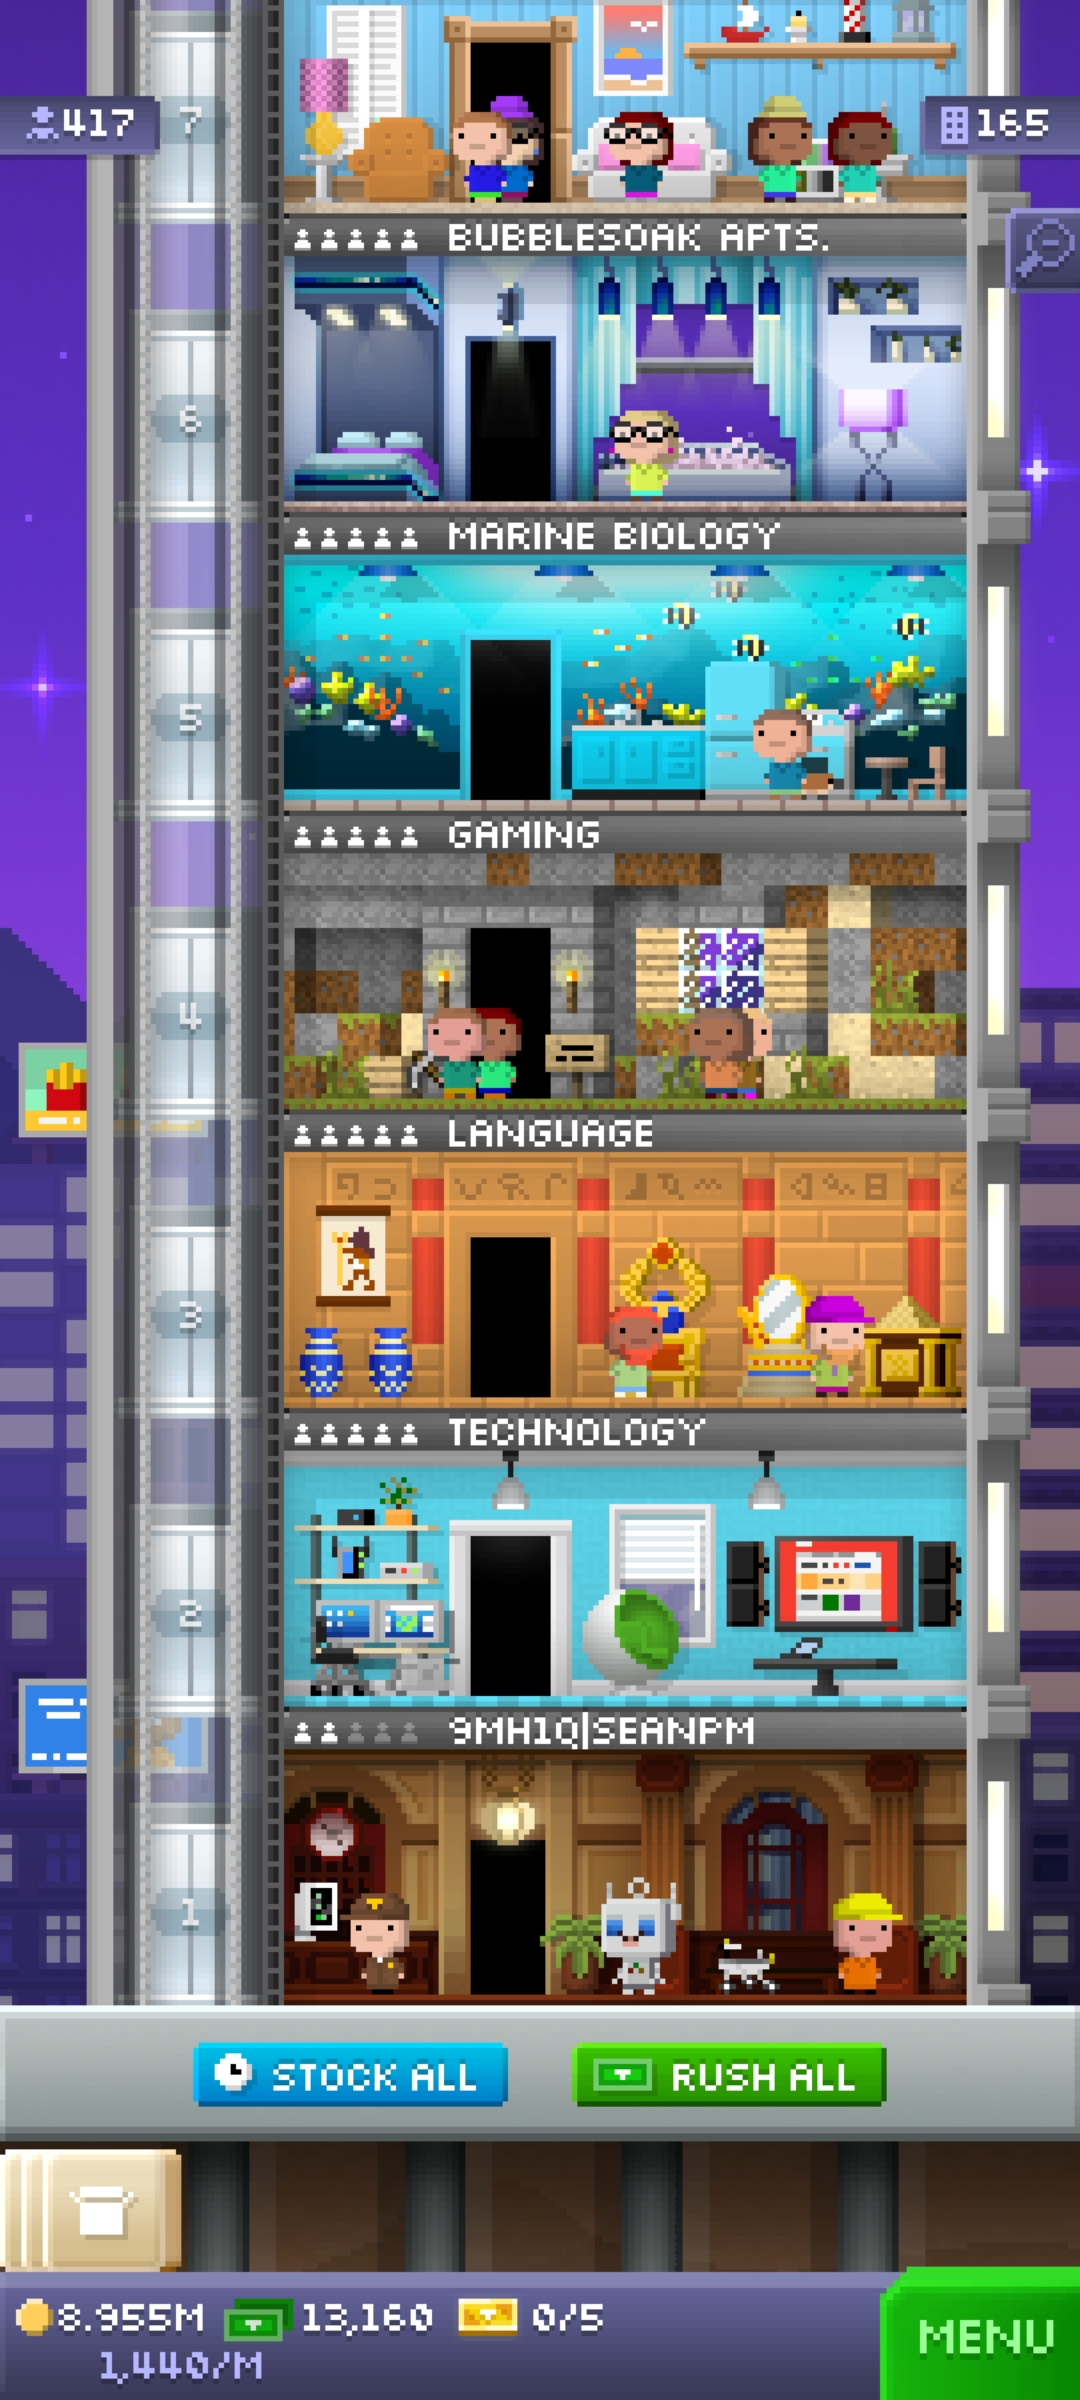 417
7
165
BUBBLESOAK APTS.
6
MARINE BIOLOGY
5
GAMING
4
LANGUAGE
3
TECHNOLOGY
2
9MH1Q|SEANPM
1
STOCK ALL
RUSH ALL
8.955M
13,160
0/5
1,440/M
MENU